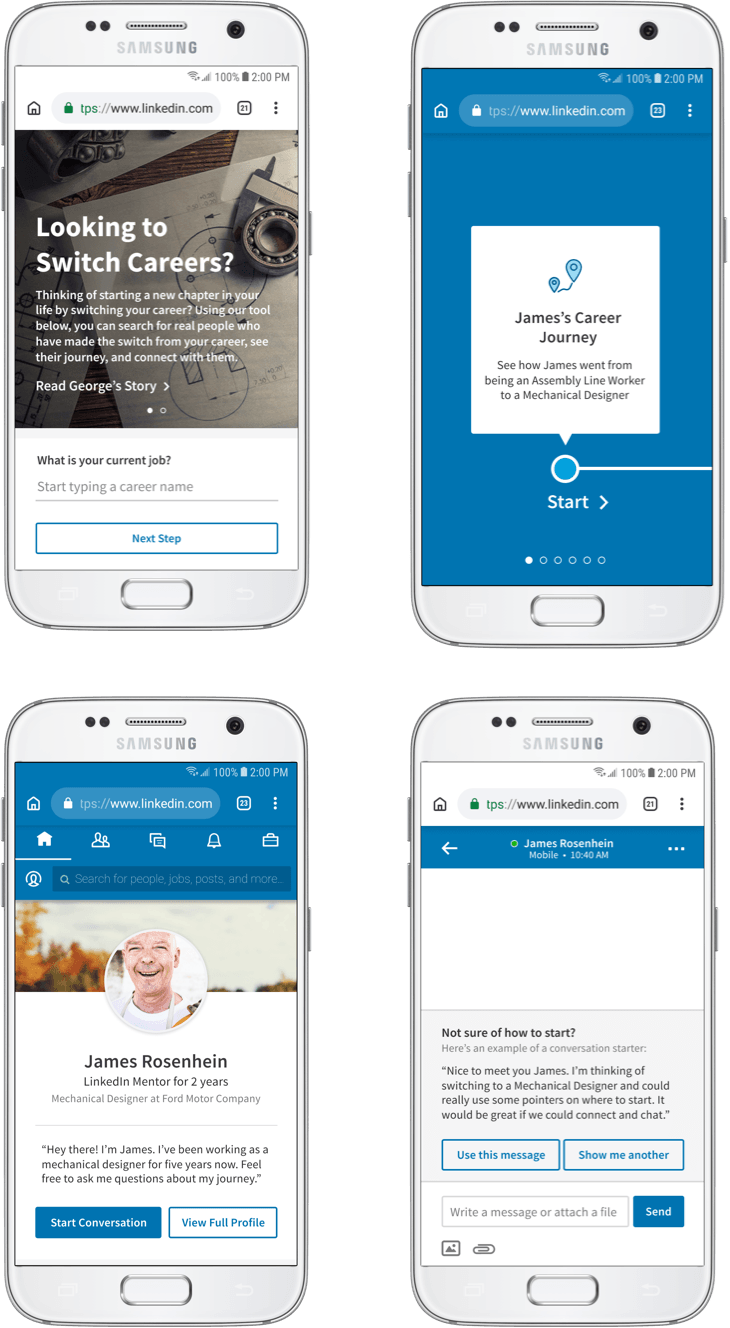 SAMSUNG
100% 2:00 PM
tps://www.linkedin.com
21
Looking to
Switch Careers?
Thinking of starting a new chapter in your
life by switching your career? Using our tool
below, you can search for real people who
have made the switch from your career, see
their journey, and connect with them.
Read George's Story
What is your current job?
Start typing a career name
Next Step
SAMSUNG
100% 2:00 PM
tps://www.linkedin.com
23
James's Career
Journey
See how James went from
being an Assembly Line Worker
to a Mechanical Designer
Start
SAMSUNG
100% 2:00 PM
tps://www.linkedin.com
23
Search for people, jobs, posts, and more...
James Rosenhein
LinkedIn Mentor for 2 years
Mechanical Designer at Ford Motor Company
“Hey there! I'm James. I've been working as a
mechanical designer for five years now. Feel
free to ask me questions about my journey.”
Start Conversation
View Full Profile
SAMSUNG
100% 2:00 PM
tps://www.linkedin.com
21
James Rosenhein
Mobile • 10:40 AM
Not sure of how to start?
Here's an example of a conversation starter:
“Nice to meet you James. I'm thinking of
switching to a Mechanical Designer and could
really use some pointers on where to start. It
would be great if we could connect and chat.”
Use this message
Show me another
Write a message or attach a file
Send